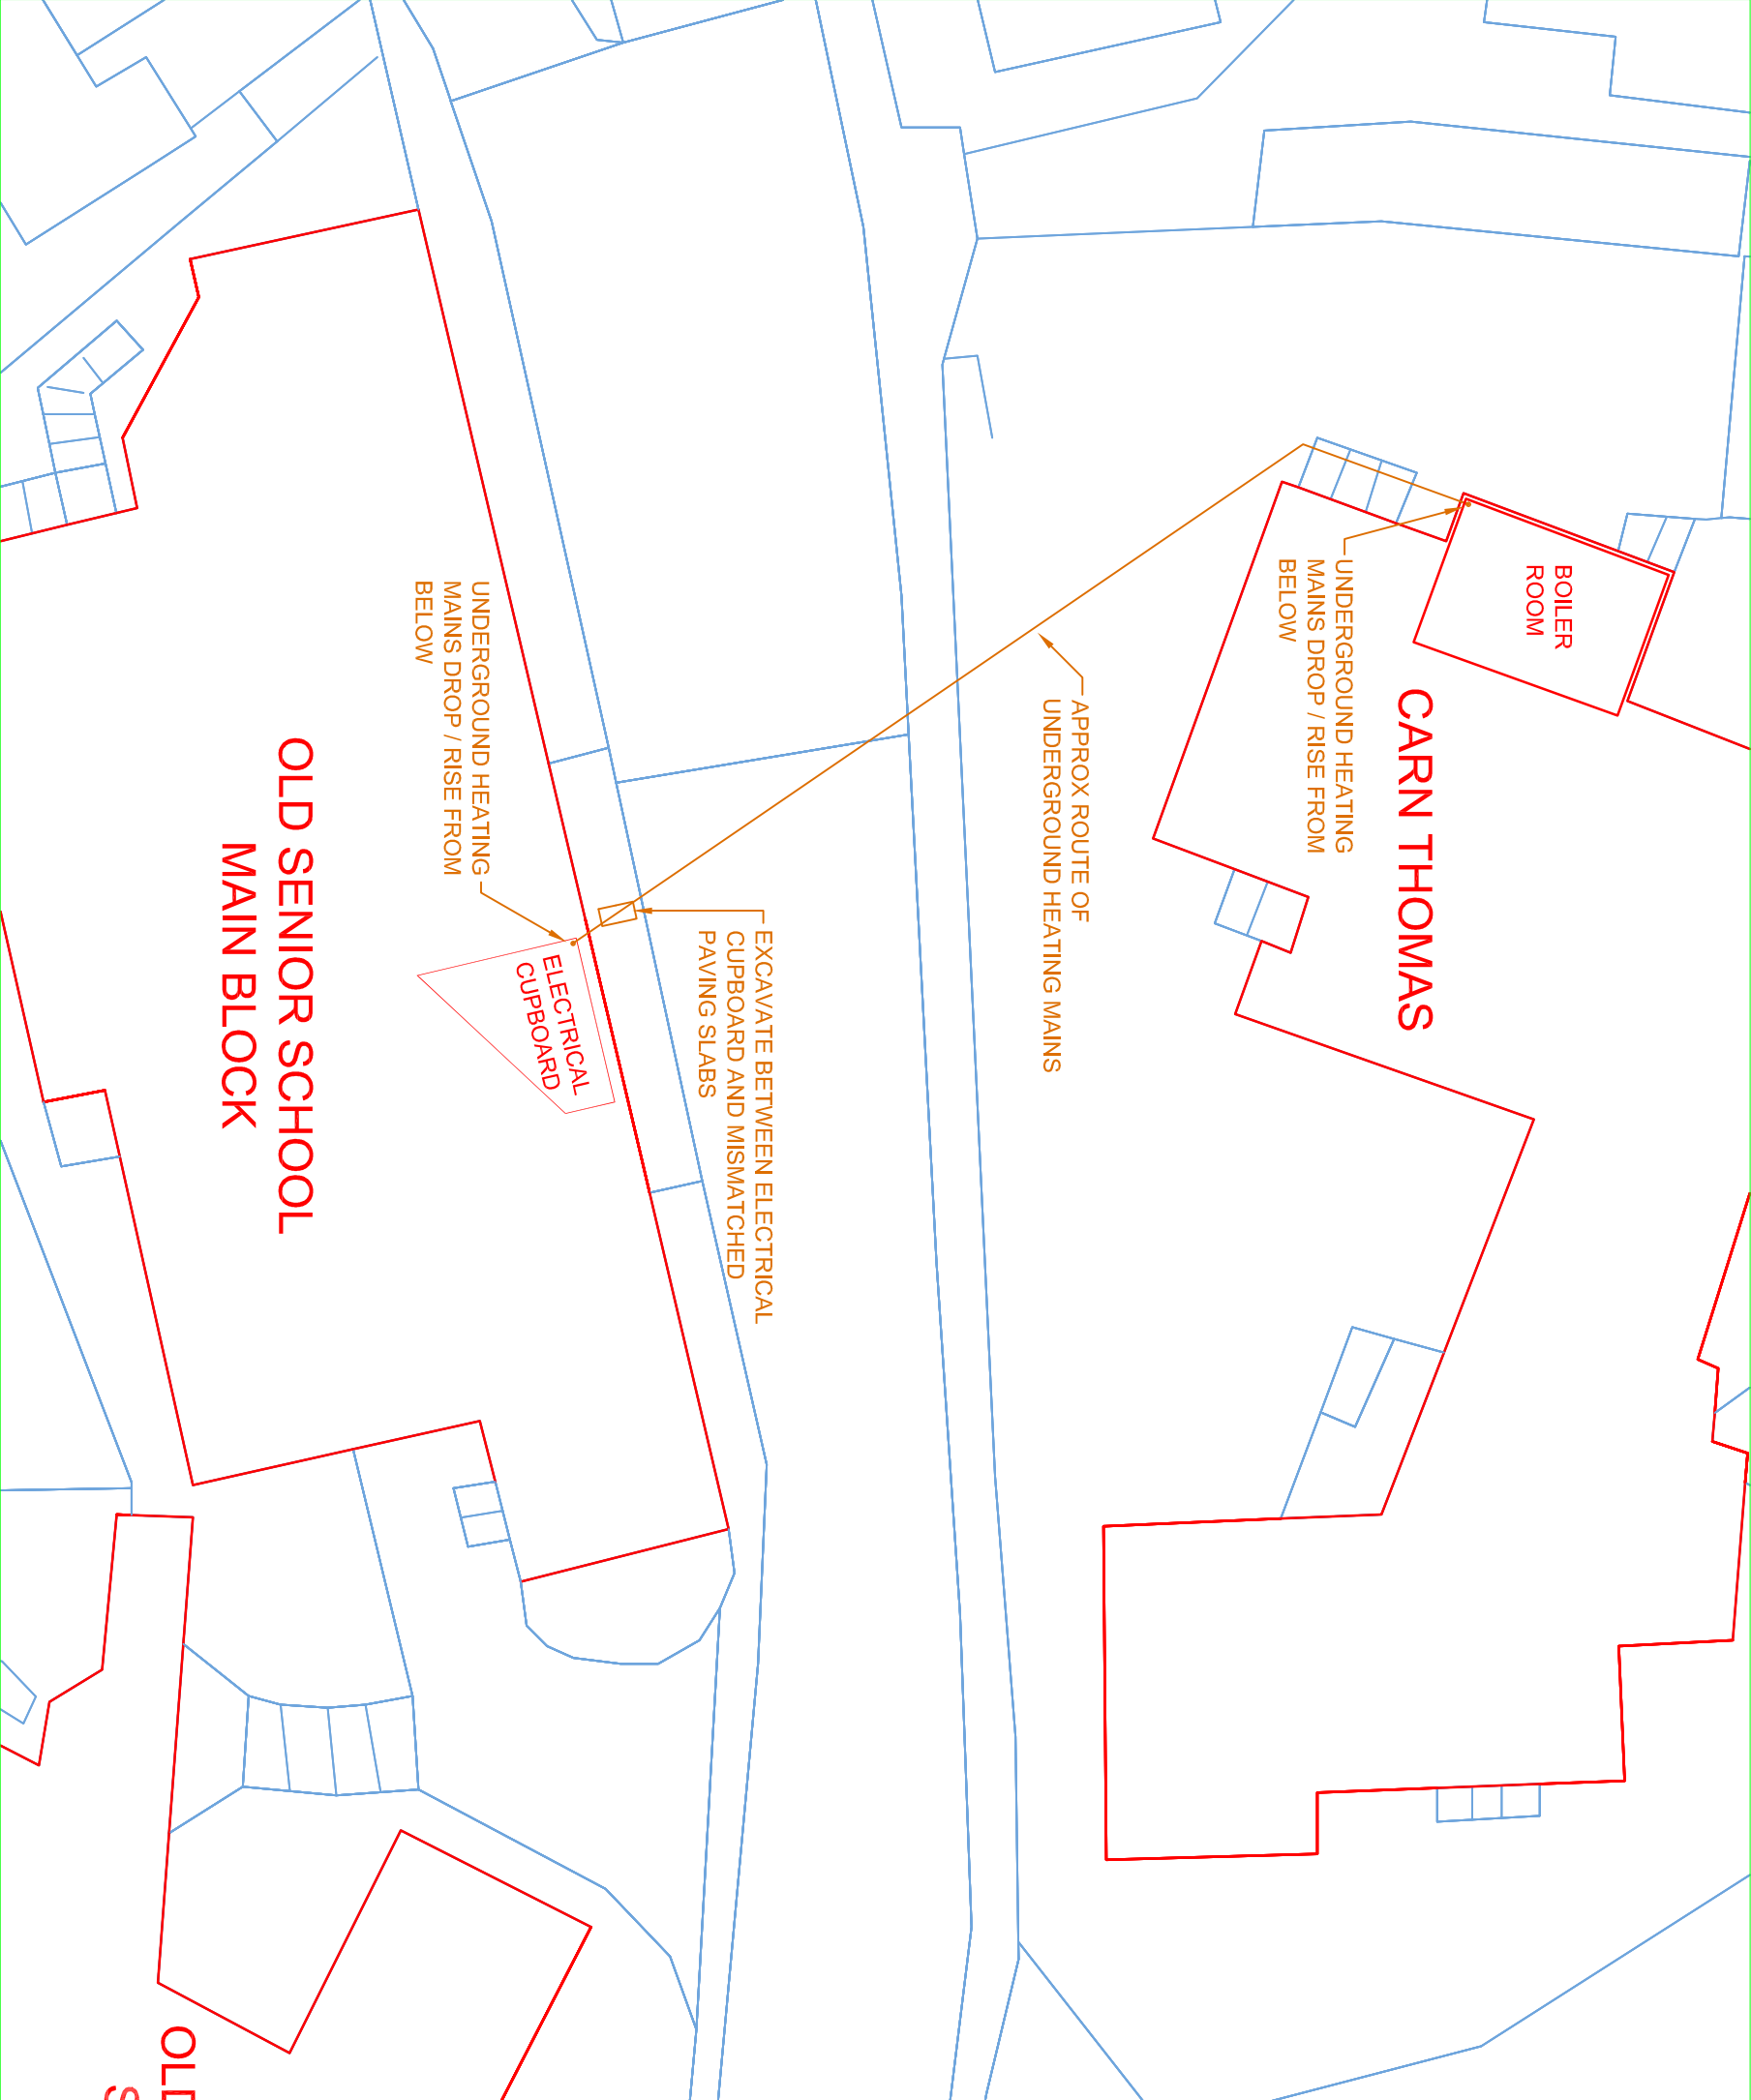 BOILER
ROOM
CARN THOMAS
UNDERGROUND HEATING
MAINS DROP / RISE FROM
BELOW
APPROX ROUTE OF
UNDERGROUND HEATING MAINS
EXCAVATE BETWEEN ELECTRICAL
CUPBOARD AND MISMATCHED
PAVING SLABS
ELECTRICAL
CUPBOARD
UNDERGROUND HEATING
MAINS DROP / RISE FROM
BELOW
OLD SENIOR SCHOOL
MAIN BLOCK